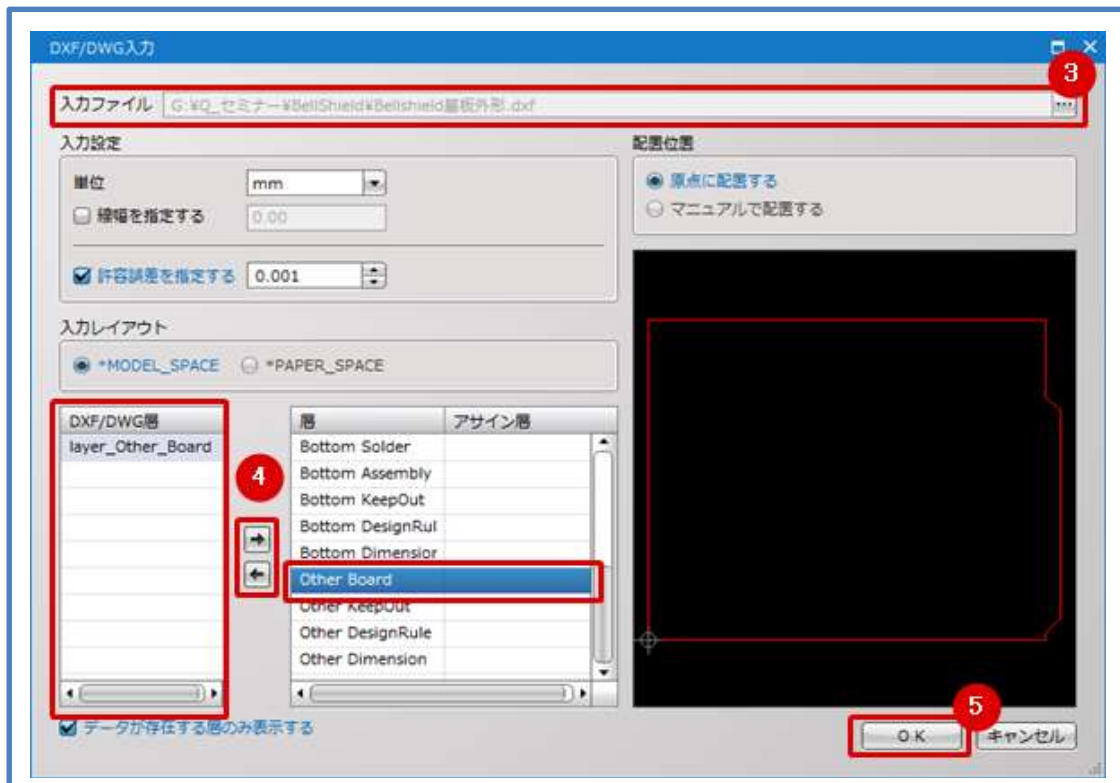 DXF/DWG入力
3
入力ファイル G:¥Q_セミナー¥BellShield¥Bellshield基板外形.dxf ...
入力設定
単位 mm
線幅を指定する 0.00
許容誤差を指定する 0.001
配置位置
原点に配置する
マニュアルで配置する
入力レイアウト
*MODEL_SPACE *PAPER_SPACE
DXF/DWG層
layer_Other_Board
4
層 アサイン層
Bottom Solder
Bottom Assembly
Bottom KeepOut
Bottom DesignRul
Bottom Dimension
Other Board
Other KeepOut
Other DesignRule
Other Dimension
データが存在する層のみ表示する
5
OK キャンセル